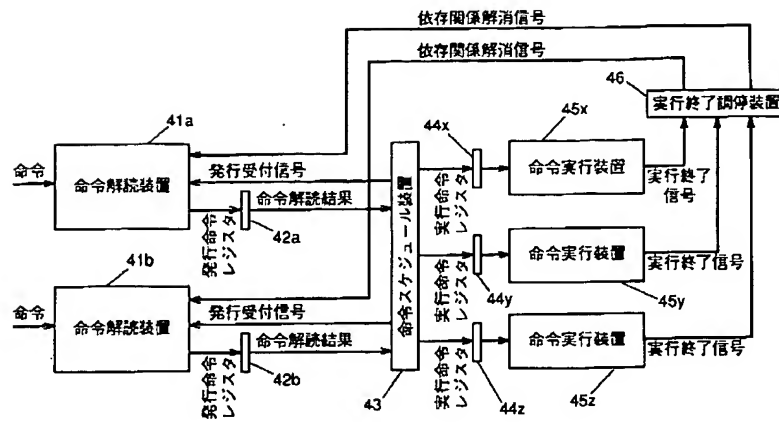 依存関係解消信号
依存関係解消信号
46
実行終了調停装置
41a
44x
45x
命令
命令解読装置
発行受付信号
命令解読結果
発行命令
レジスタ
42a
命令スケジュール装置
実行命令
レジスタ
命令実行装置
実行終了
信号
41b
命令
命令解読装置
発行受付信号
命令解読結果
発行命令
レジスタ
42b
43
実行命令
レジスタ
44y
命令実行装置
45y
実行終了信号
実行命令
レジスタ
44z
命令実行装置
45z
実行終了信号